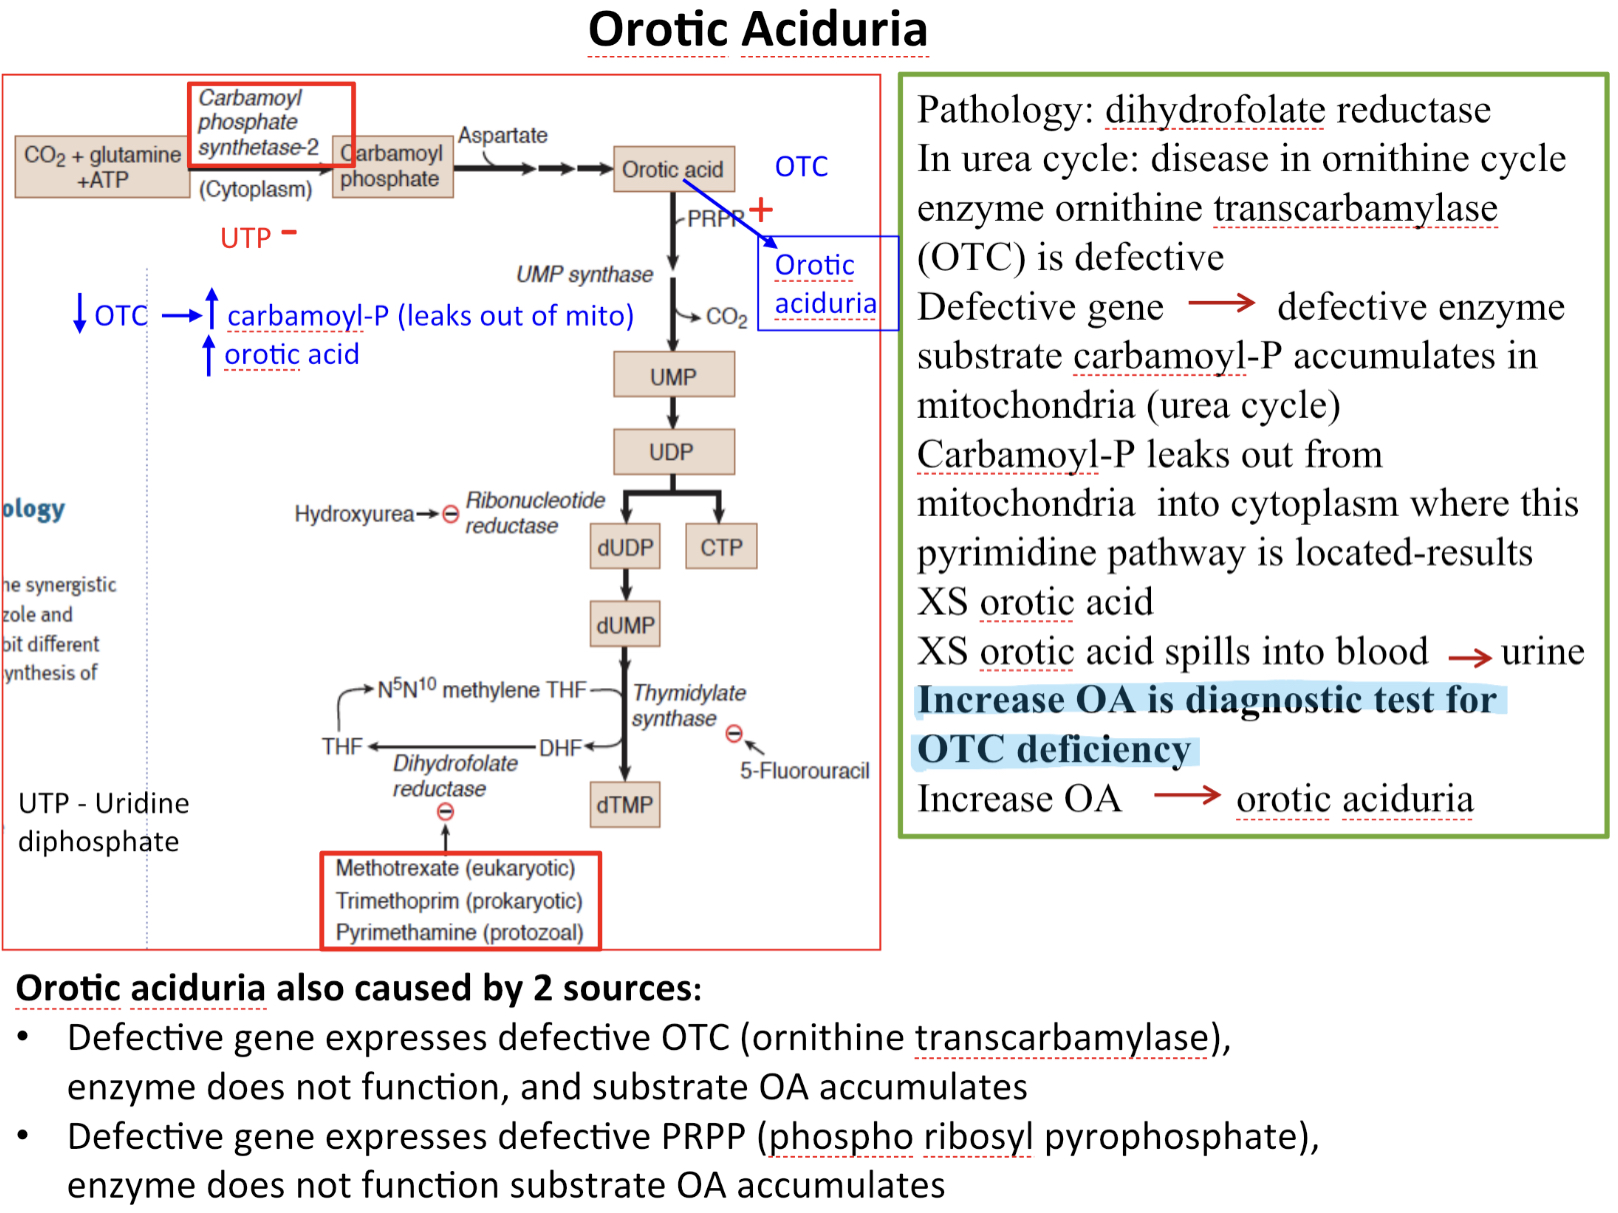 Orotic Aciduria
Carbamoyl
phosphate
synthetase-2
CO2 + glutamine
+ATP
(Cytoplasm)
Carbamoyl
phosphate
Aspartate
Orotic acid
OTC
PRPP +
UTP −
Orotic
aciduria
UMP synthase
CO2
↓ OTC → ↑ carbamoyl-P (leaks out of mito)
↑ orotic acid
UMP
UDP
Hydroxyurea → ⊖ Ribonucleotide
reductase
dUDP
CTP
dUMP
N5N10 methylene THF
Thymidylate
synthase
THF
DHF
Dihydrofolate
reductase
⊖
⊖
5-Fluorouracil
dTMP
Methotrexate (eukaryotic)
Trimethoprim (prokaryotic)
Pyrimethamine (protozoal)
ology
ne synergistic
zole and
bit different
ynthesis of
UTP - Uridine
diphosphate
Pathology: dihydrofolate reductase
In urea cycle: disease in ornithine cycle
enzyme ornithine transcarbamylase
(OTC) is defective
Defective gene → defective enzyme
substrate carbamoyl-P accumulates in
mitochondria (urea cycle)
Carbamoyl-P leaks out from
mitochondria into cytoplasm where this
pyrimidine pathway is located-results
XS orotic acid
XS orotic acid spills into blood → urine
Increase OA is diagnostic test for
OTC deficiency
Increase OA → orotic aciduria
Orotic aciduria also caused by 2 sources:
• Defective gene expresses defective OTC (ornithine transcarbamylase),
enzyme does not function, and substrate OA accumulates
• Defective gene expresses defective PRPP (phospho ribosyl pyrophosphate),
enzyme does not function substrate OA accumulates